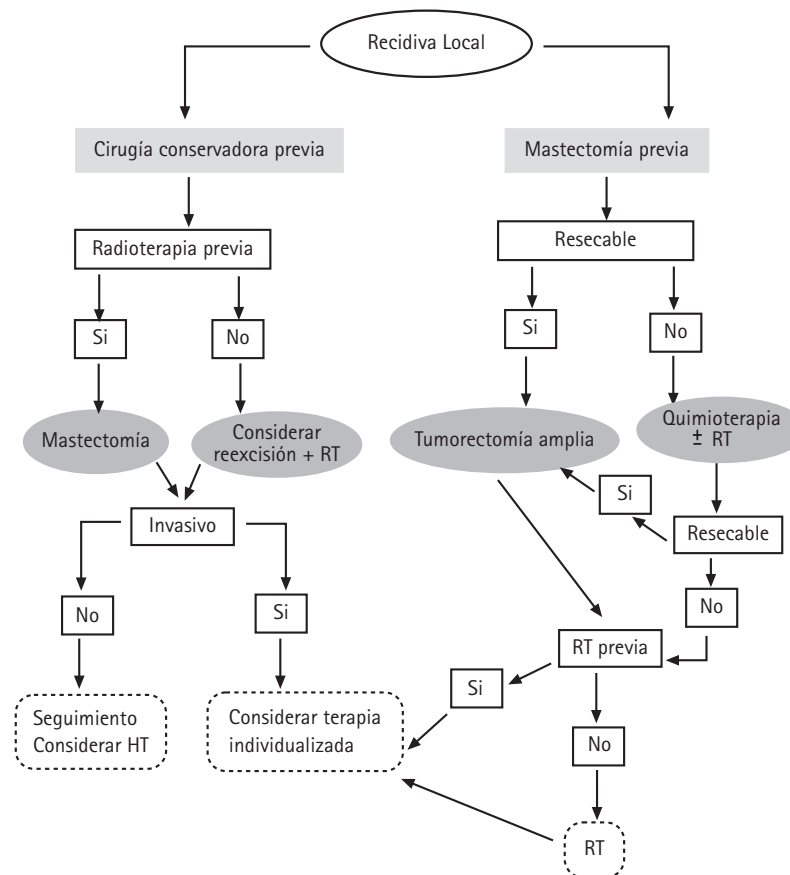 Recidiva Local
Cirugía conservadora previa
Mastectomía previa
Radioterapia previa
Resecable
Si
No
Si
No
Mastectomía
Considerar
reexcisión + RT
Tumorectomía amplia
Quimioterapia
± RT
Si
Invasivo
Resecable
No
Si
No
RT previa
Si
Seguimiento
Considerar HT
Considerar terapia
individualizada
No
RT